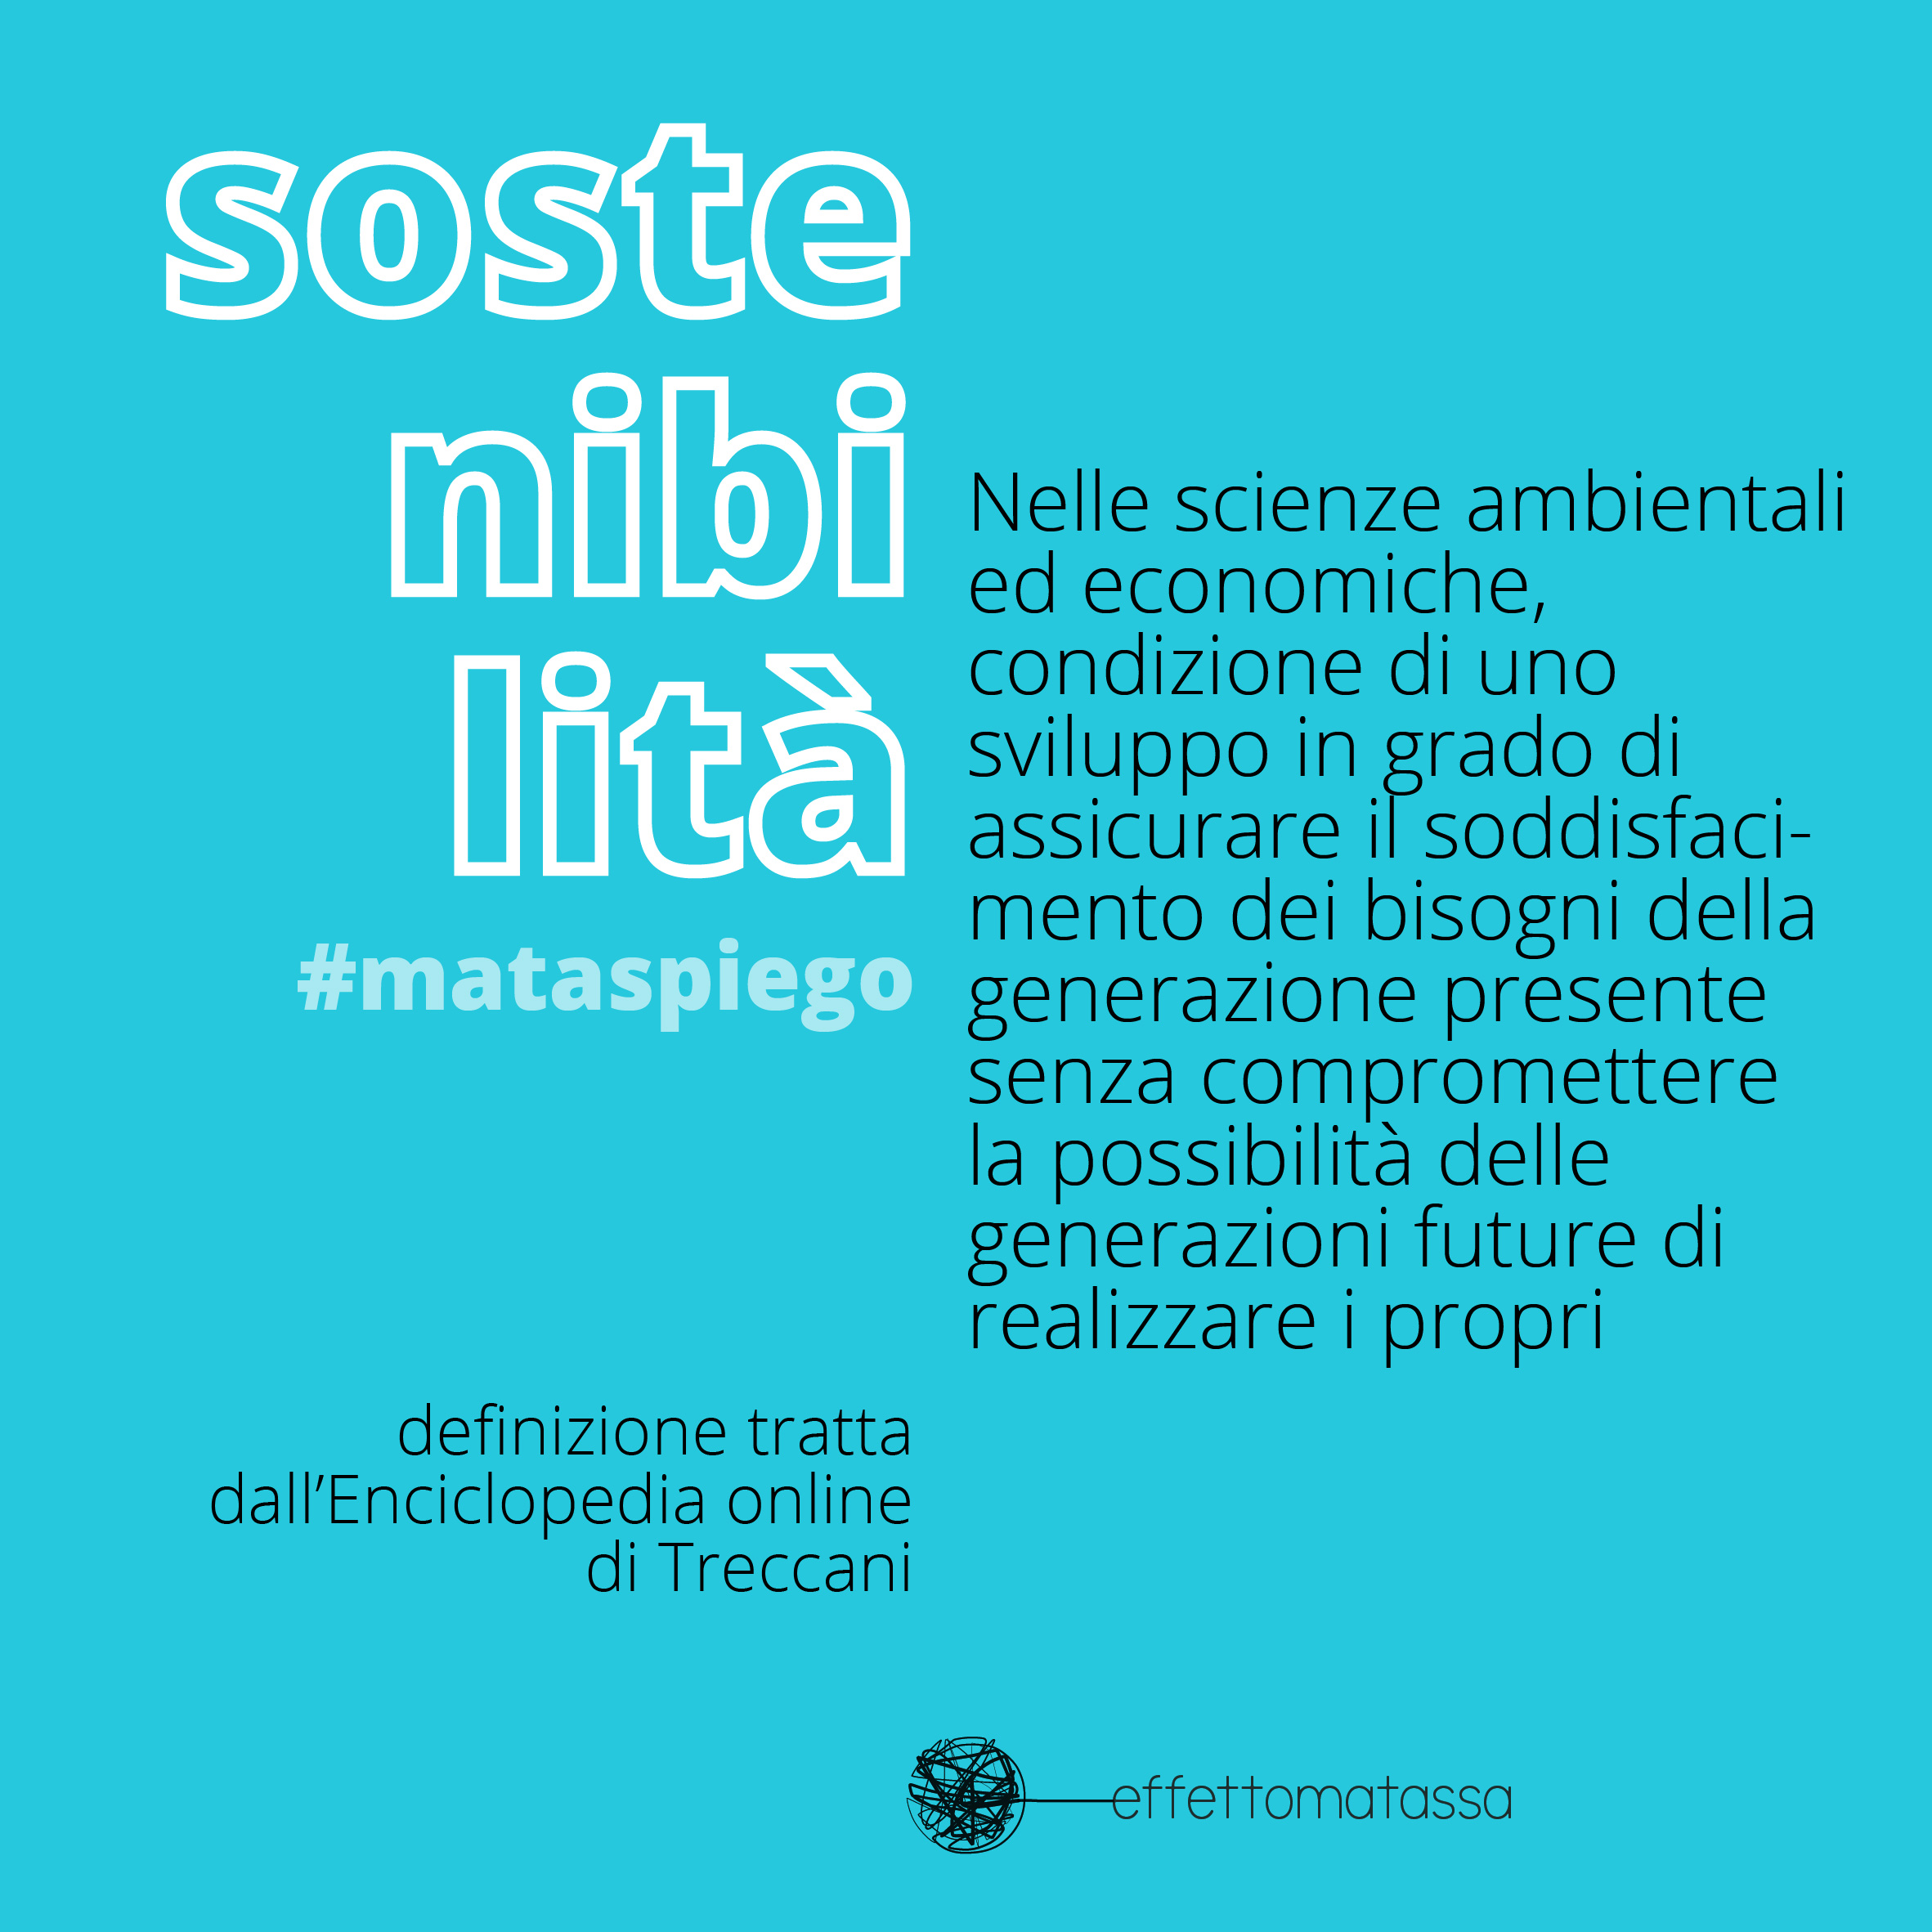 soste
nibi
lità
#mataspiego
Nelle scienze ambientali
ed economiche,
condizione di uno
sviluppo in grado di
assicurare il soddisfaci-
mento dei bisogni della
generazione presente
senza compromettere
la possibilità delle
generazioni future di
realizzare i propri
definizione tratta
dall’Enciclopedia online
di Treccani
effettomatassa